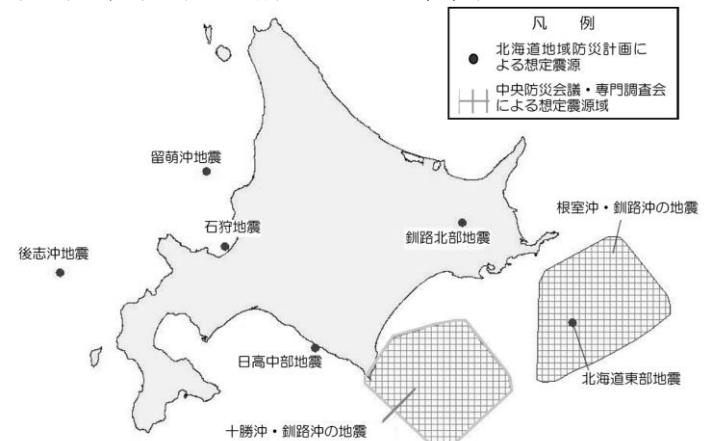 凡 例
北海道地域防災計画に
よる想定震源
中央防災会議・専門調査会
による想定震源域
留萌沖地震
石狩地震
釧路北部地震
根室沖・釧路沖の地震
後志沖地震
日高中部地震
北海道東部地震
十勝沖・釧路沖の地震